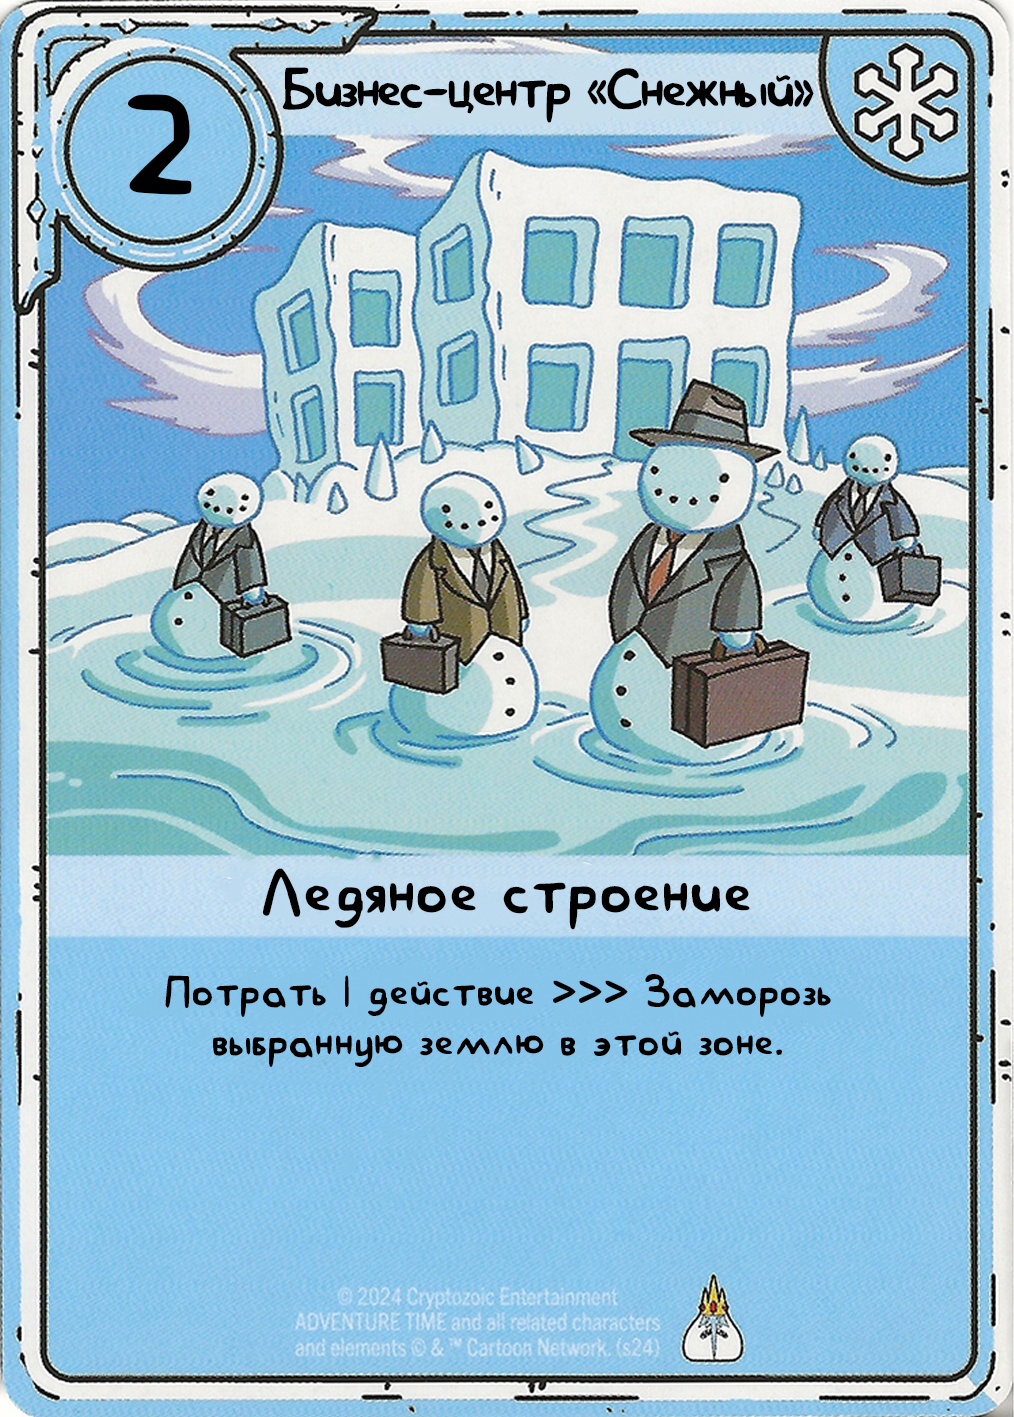 2
Бизнес-центр «Снежный»
Ледяное строение
Потрать 1 действие >>> Заморозь
выбранную землю в этой зоне.
© 2024 Cryptozoic Entertainment
ADVENTURE TIME and all related characters
and elements © & ™ Cartoon Network. (s24)